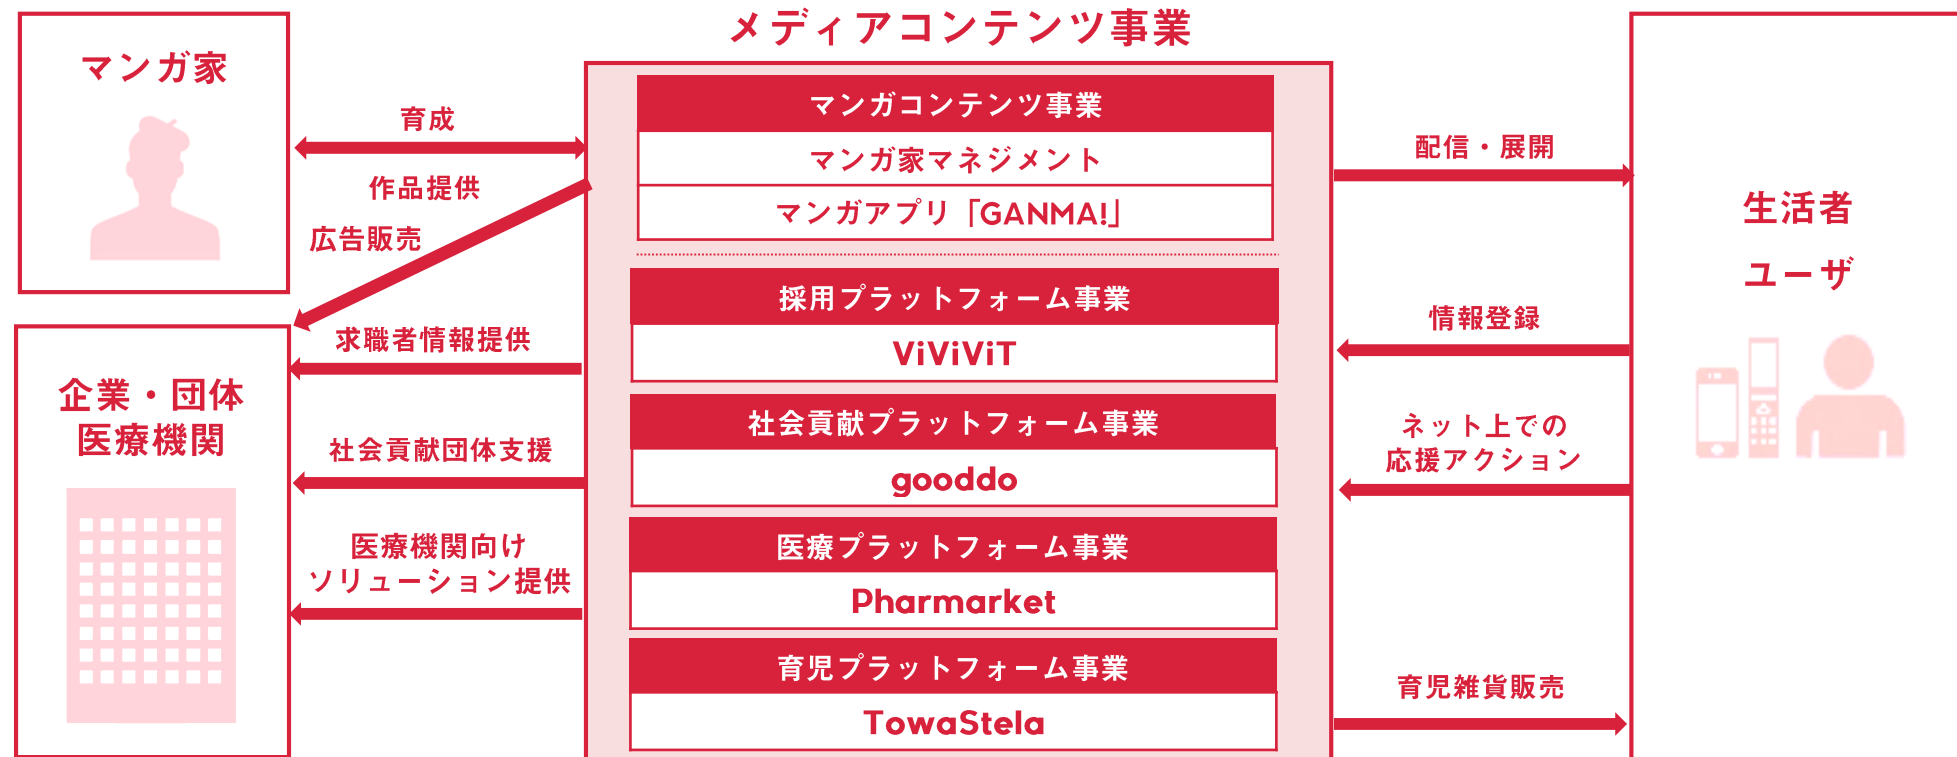 メディアコンテンツ事業
マンガ家
育成
作品提供
広告販売
求職者情報提供
企業・団体
医療機関
社会貢献団体支援
医療機関向け
ソリューション提供
マンガコンテンツ事業
マンガ家マネジメント
マンガアプリ「GANMA!」
採用プラットフォーム事業
ViViViT
社会貢献プラットフォーム事業
gooddo
医療プラットフォーム事業
Pharmarket
育児プラットフォーム事業
TowaStela
配信・展開
情報登録
ネット上での
応援アクション
育児雑貨販売
生活者
ユーザ